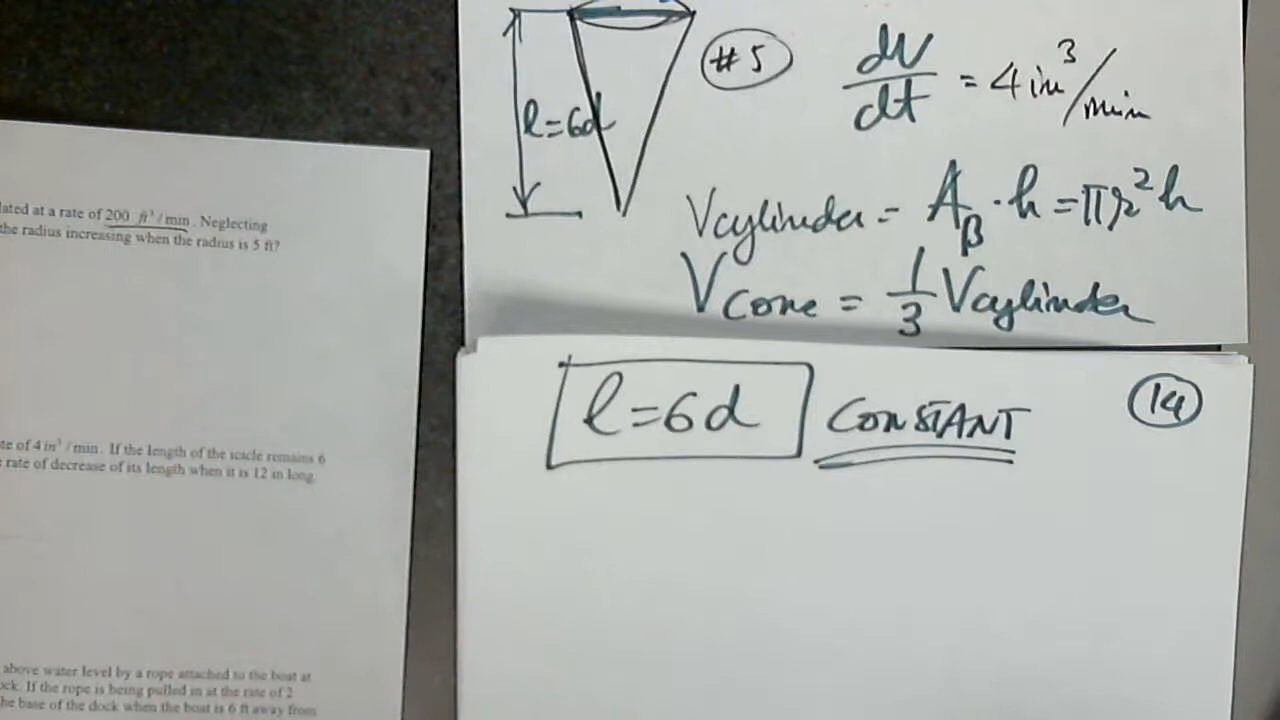 lated at a rate of 200 ft³/min. Neglecting
the radius increasing when the radius is 5 ft?
te of 4 in³/min. If the length of the icicle remains 6
rate of decrease of its length when it is 12 in long.
above water level by a rope attached to the boat at
ock. If the rope is being pulled in at the rate of 2
he base of the dock when the boat is 6 ft away from
#5
dV/dt = 4 in³/min
l=6d
Vcylinder = A_B · h = πr²h
Vcone = 1/3 Vcylinder
l=6d CONSTANT
14